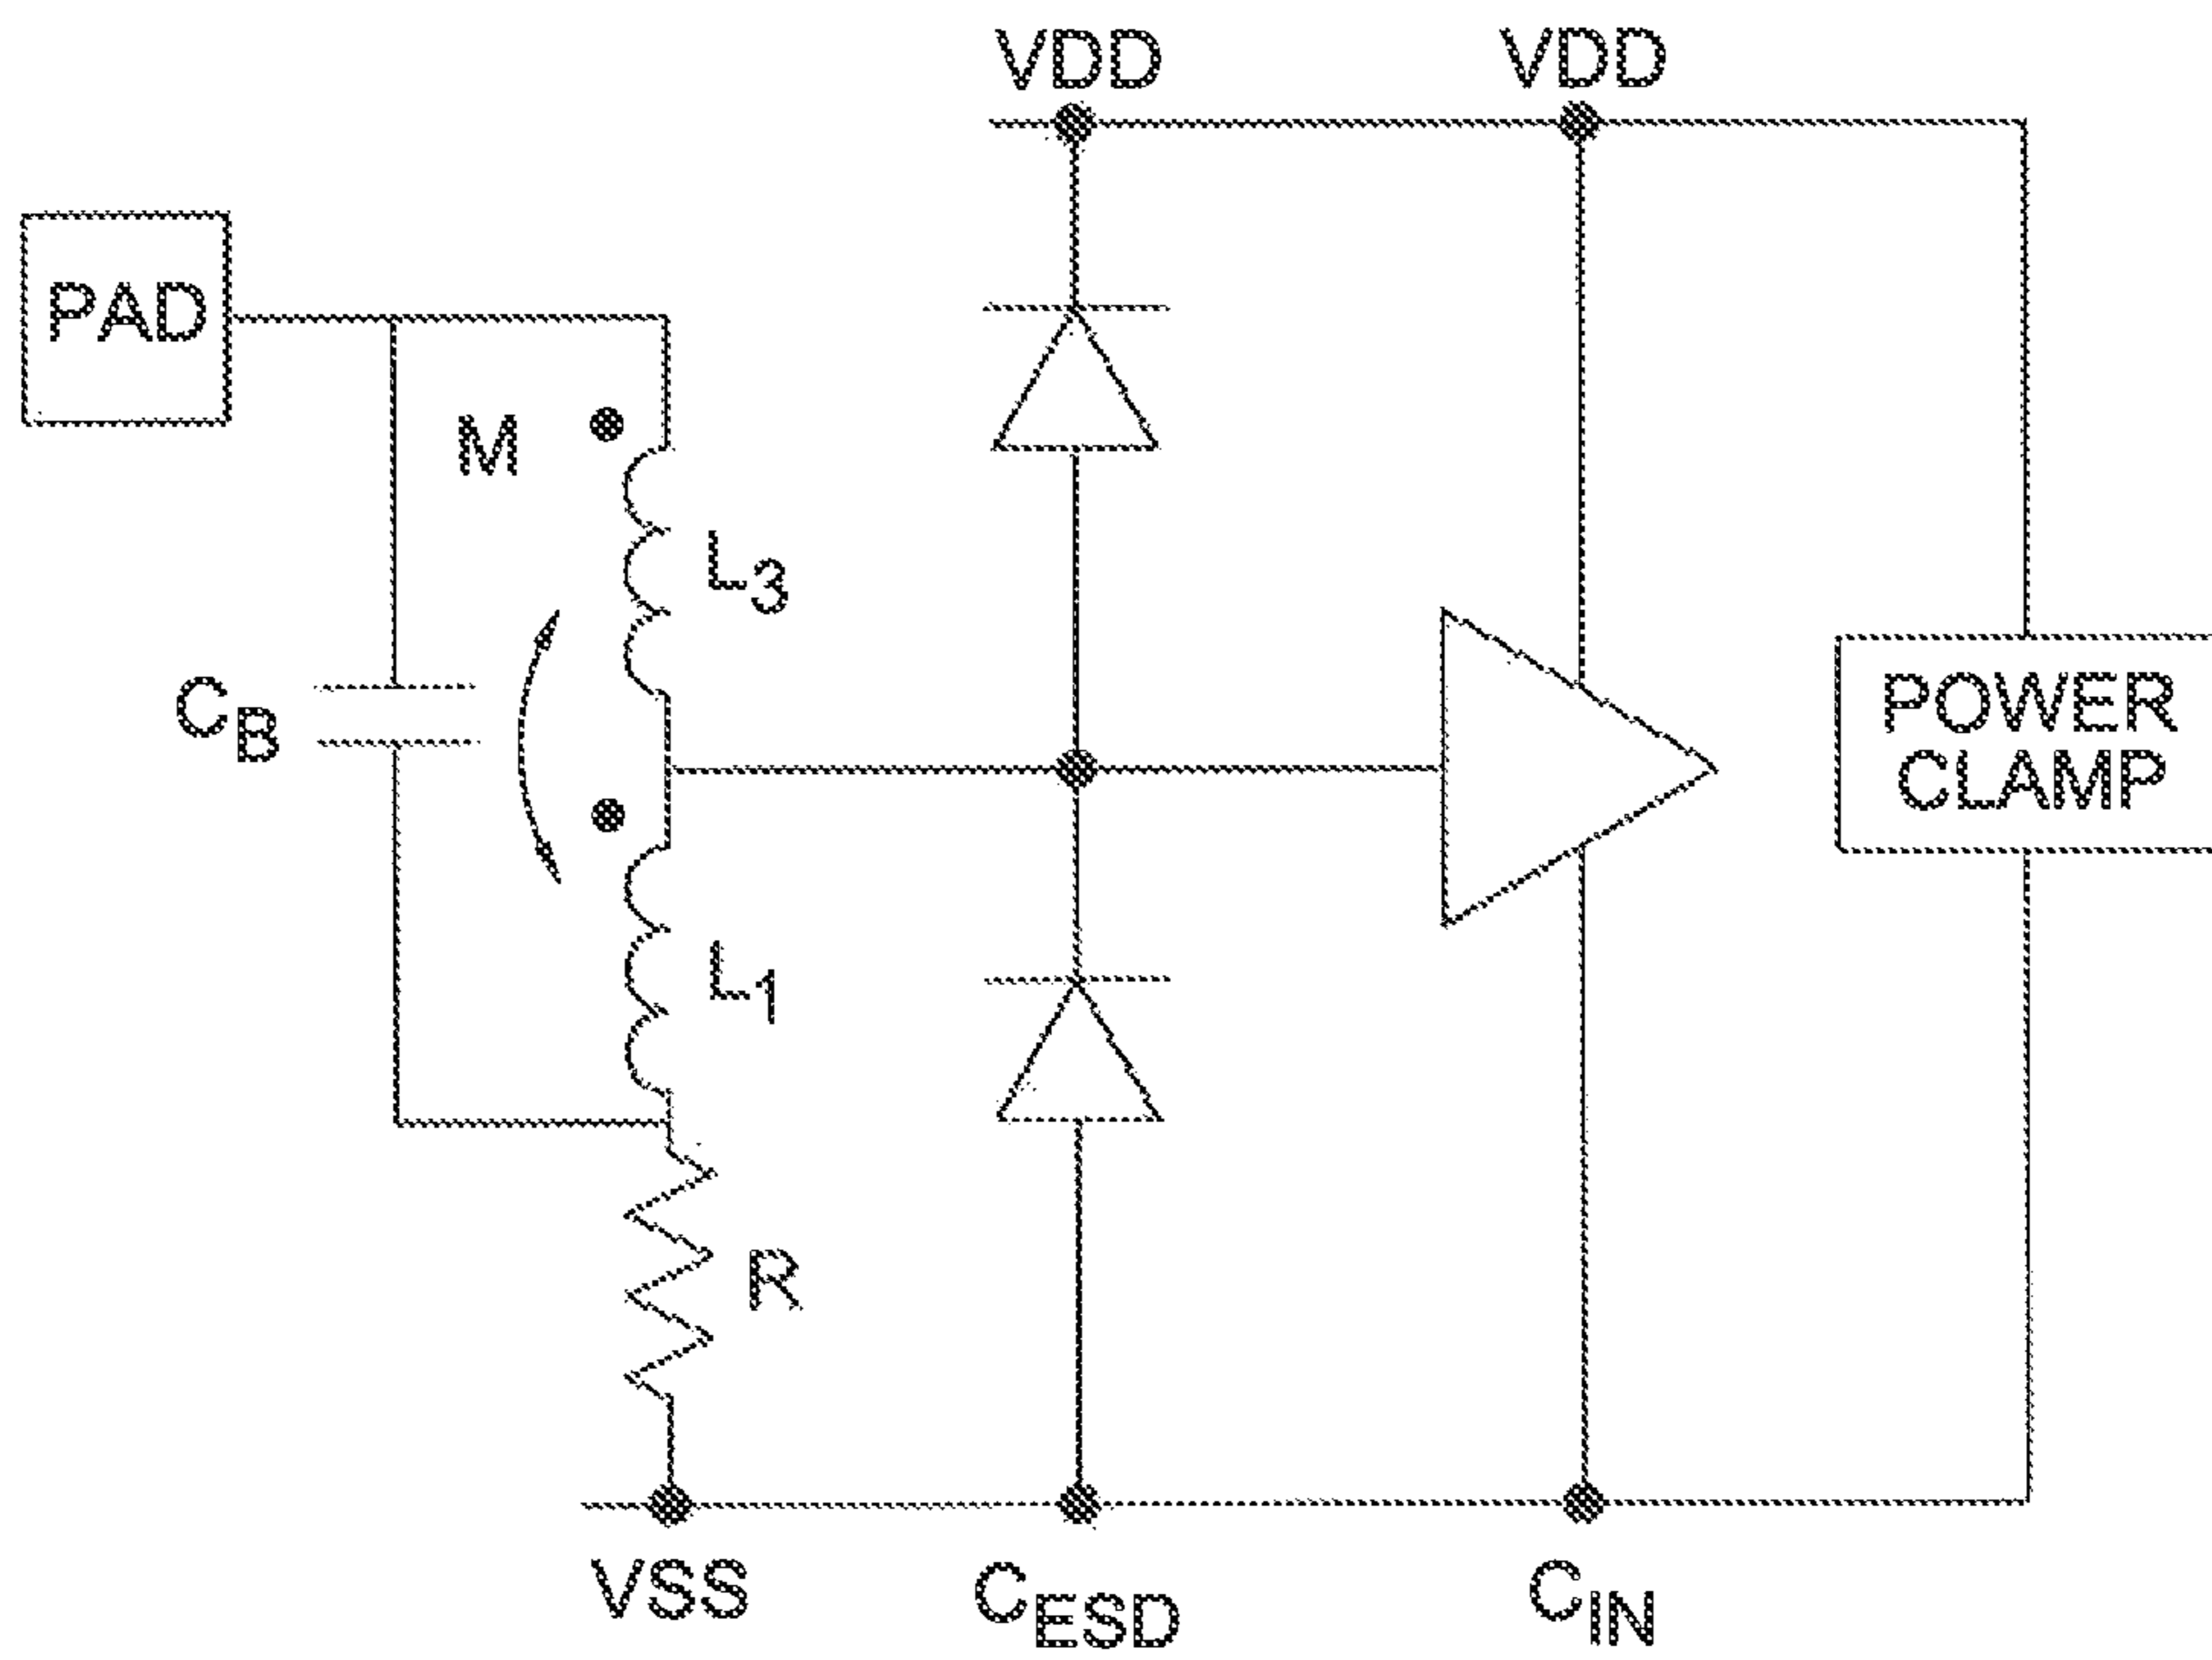 VDD
VDD
PAD
M
L3
CB
POWER
CLAMP
L1
R
VSS
CESD
CIN